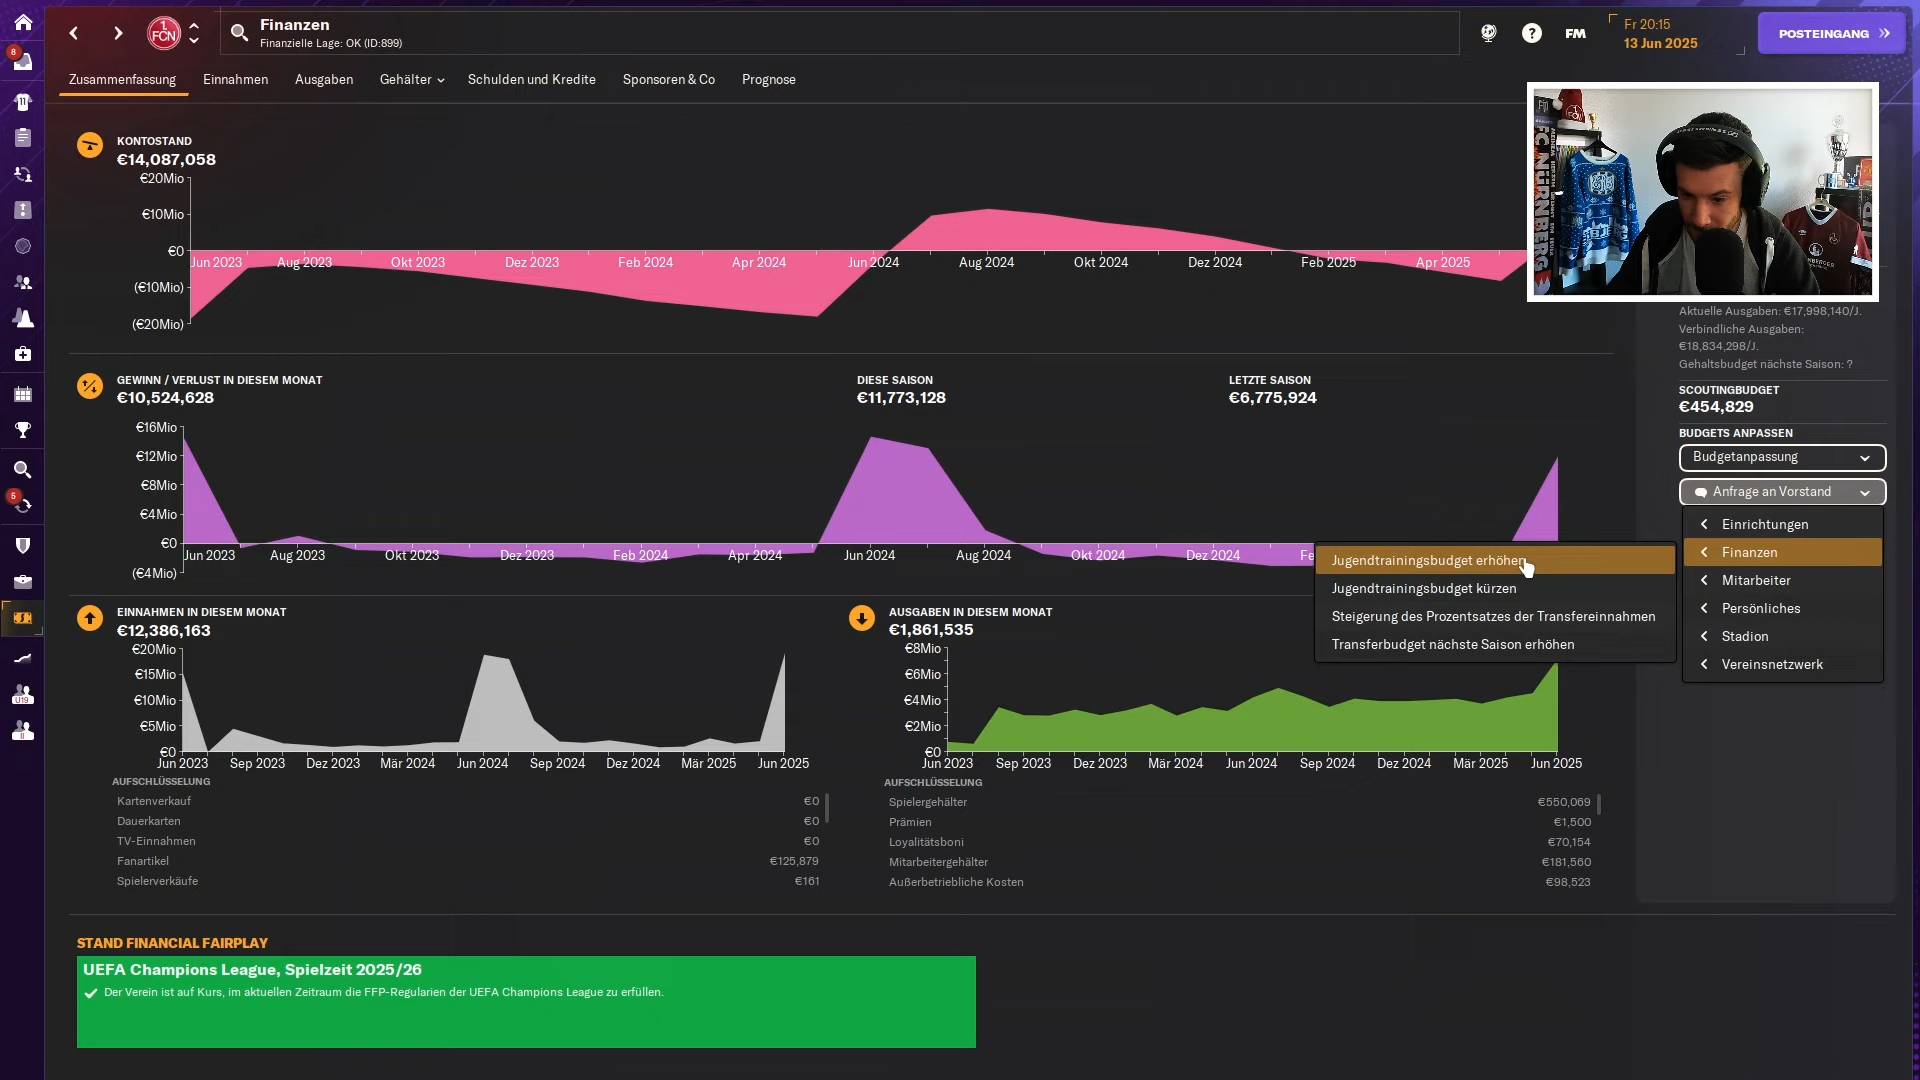 8
1.
FCN
Finanzen
Finanzielle Lage: OK (ID:899)
?
FM
Fr 20:15
13 Jun 2025
POSTEINGANG
Zusammenfassung
Einnahmen
Ausgaben
Gehälter
Schulden und Kredite
Sponsoren & Co
Prognose
KONTOSTAND
€14,087,058
€20Mio
€10Mio
€0
(€10Mio)
(€20Mio)
Jun 2023
Aug 2023
Okt 2023
Dez 2023
Feb 2024
Apr 2024
Jun 2024
Aug 2024
Okt 2024
Dez 2024
Feb 2025
Apr 2025
FC NÜRNBERG
Aktuelle Ausgaben: €17,998,140/J.
Verbindliche Ausgaben:
€18,834,298/J.
Gehaltsbudget nächste Saison: ?
SCOUTINGBUDGET
€454,829
BUDGETS ANPASSEN
Budgetanpassung
Anfrage an Vorstand
Einrichtungen
Finanzen
Mitarbeiter
Persönliches
Stadion
Vereinsnetzwerk
Jugendtrainingsbudget erhöhen
Jugendtrainingsbudget kürzen
Steigerung des Prozentsatzes der Transfereinnahmen
Transferbudget nächste Saison erhöhen
GEWINN / VERLUST IN DIESEM MONAT
€10,524,628
DIESE SAISON
€11,773,128
LETZTE SAISON
€6,775,924
€16Mio
€12Mio
€8Mio
€4Mio
€0
(€4Mio)
Jun 2023
Aug 2023
Okt 2023
Dez 2023
Feb 2024
Apr 2024
Jun 2024
Aug 2024
Okt 2024
Dez 2024
Fe
5
U19
II
EINNAHMEN IN DIESEM MONAT
€12,386,163
€20Mio
€15Mio
€10Mio
€5Mio
€0
Jun 2023
Sep 2023
Dez 2023
Mär 2024
Jun 2024
Sep 2024
Dez 2024
Mär 2025
Jun 2025
AUFSCHLÜSSELUNG
Kartenverkauf €0
Dauerkarten €0
TV-Einnahmen €0
Fanartikel €125,879
Spielerverkäufe €161
AUSGABEN IN DIESEM MONAT
€1,861,535
€8Mio
€6Mio
€4Mio
€2Mio
€0
Jun 2023
Sep 2023
Dez 2023
Mär 2024
Jun 2024
Sep 2024
Dez 2024
Mär 2025
Jun 2025
AUFSCHLÜSSELUNG
Spielergehälter €550,069
Prämien €1,500
Loyalitätsboni €70,154
Mitarbeitergehälter €181,560
Außerbetriebliche Kosten €98,523
STAND FINANCIAL FAIRPLAY
UEFA Champions League, Spielzeit 2025/26
Der Verein ist auf Kurs, im aktuellen Zeitraum die FFP-Regularien der UEFA Champions League zu erfüllen.